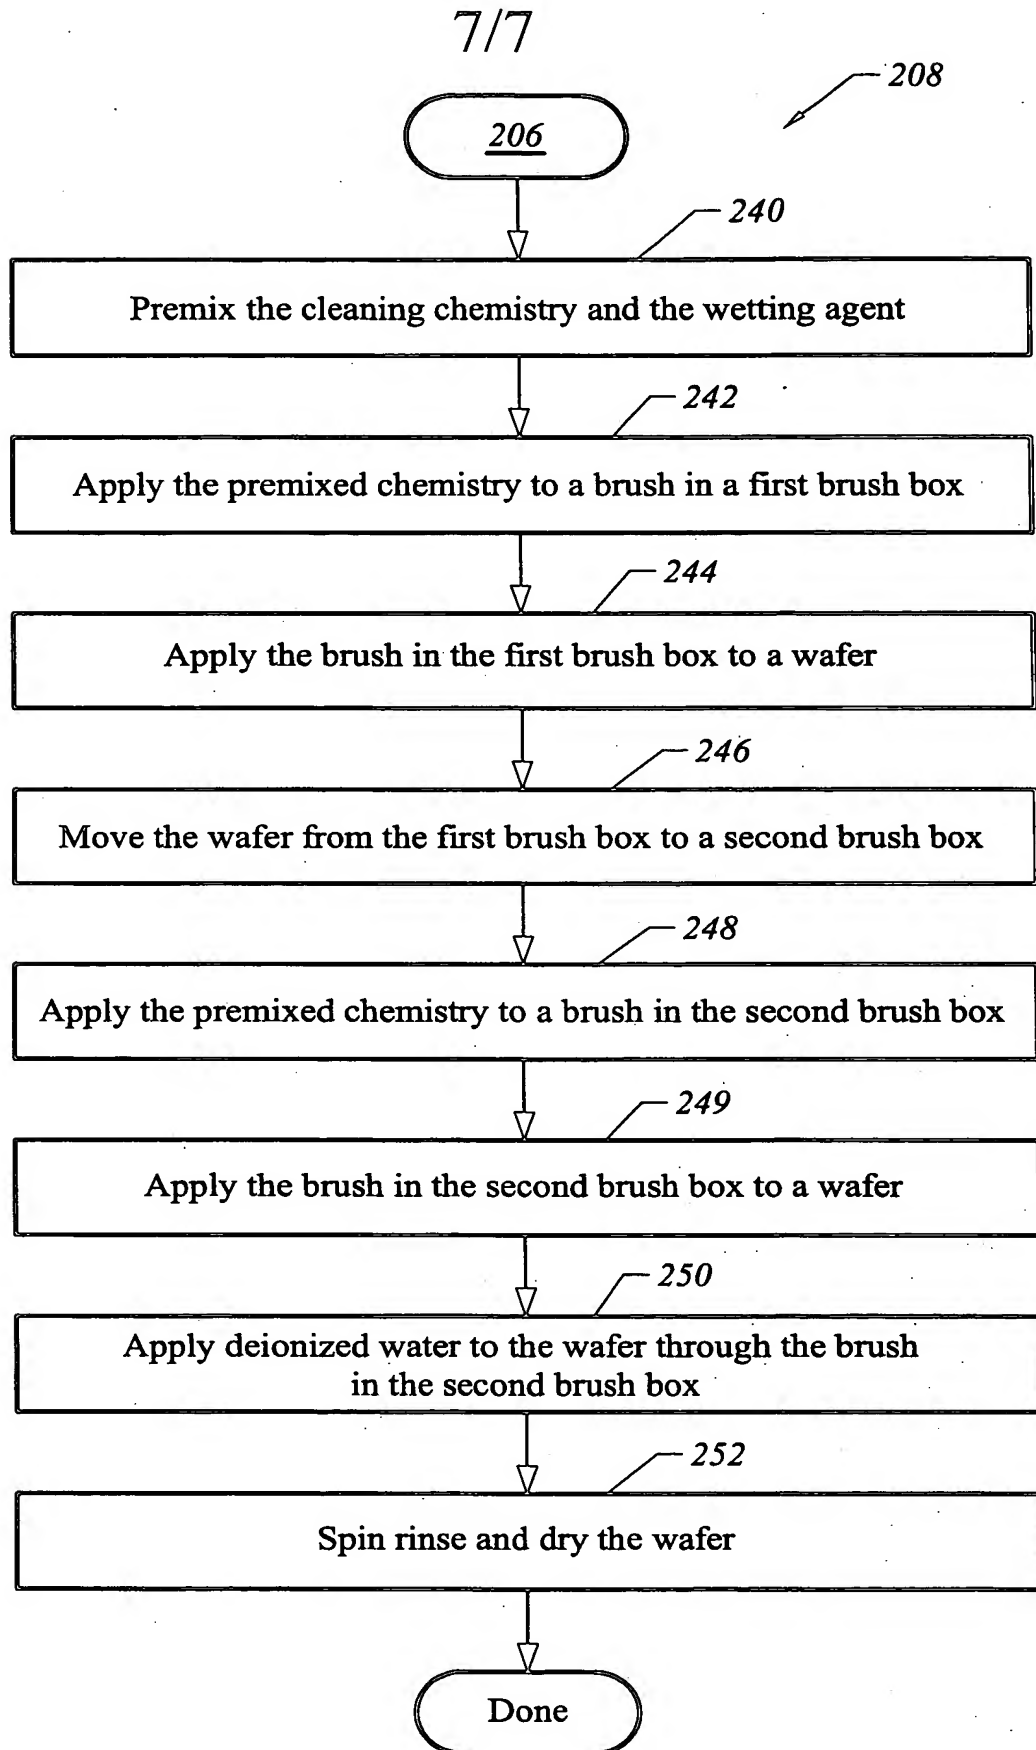 7/7
208
206
240
Premix the cleaning chemistry and the wetting agent
242
Apply the premixed chemistry to a brush in a first brush box
244
Apply the brush in the first brush box to a wafer
246
Move the wafer from the first brush box to a second brush box
248
Apply the premixed chemistry to a brush in the second brush box
249
Apply the brush in the second brush box to a wafer
250
Apply deionized water to the wafer through the brush
in the second brush box
252
Spin rinse and dry the wafer
Done